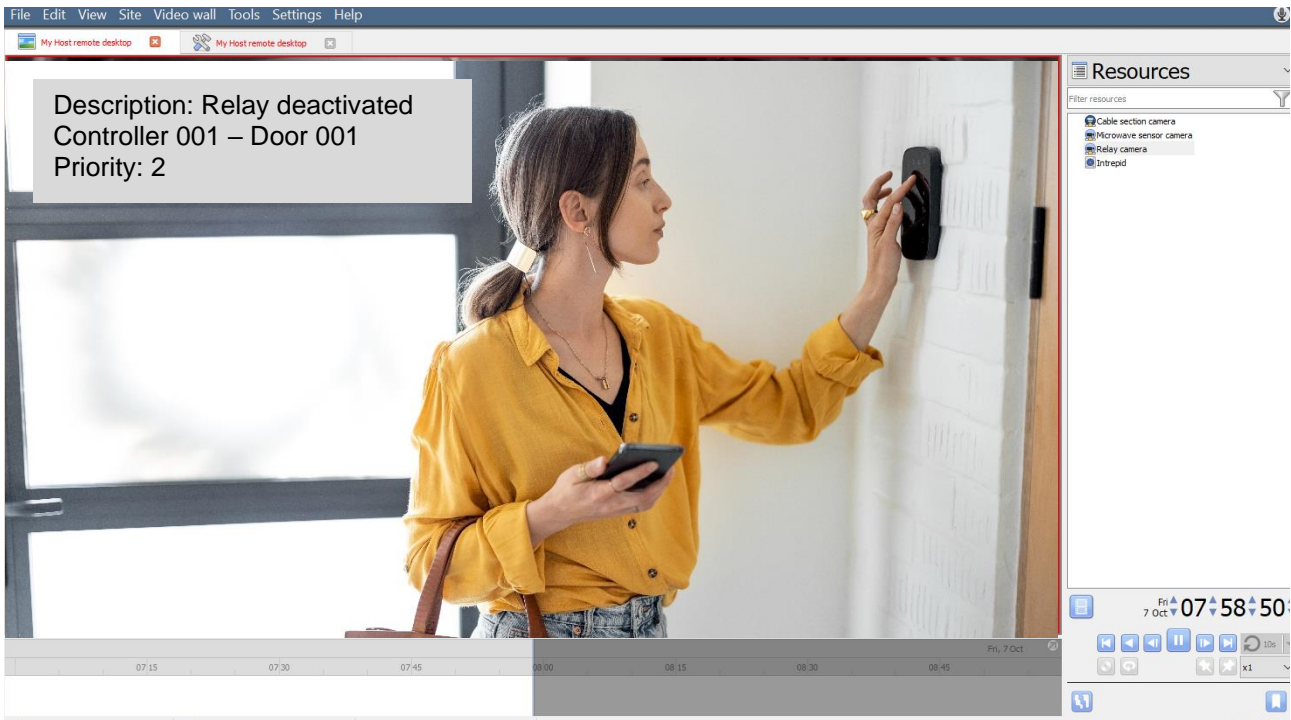 File Edit View Site Video wall Tools Settings Help
My Host remote desktop My Host remote desktop
Description: Relay deactivated
Controller 001 – Door 001
Priority: 2
Resources
Filter resources
Cable section camera
Microwave sensor camera
Relay camera
Intrepid
Fri
7 Oct 07 58 50
Fri, 7 Oct
07:15 07:30 07:45 08:00 08:15 08:30 08:45
10s
x1